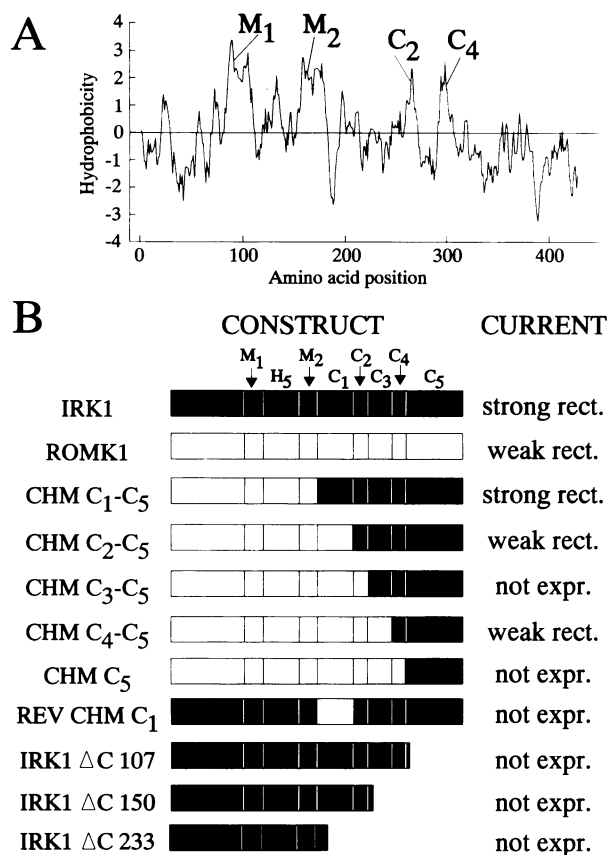 A
M1 M2 C2 C4
Hydrophobicity
4
3
2
1
0
-1
-2
-3
-4
0 100 200 300 400
Amino acid position
B
CONSTRUCT CURRENT
M1 H5 M2 C1 C2 C3 C4 C5
IRK1 strong rect.
ROMK1 weak rect.
CHM C1-C5 strong rect.
CHM C2-C5 weak rect.
CHM C3-C5 not expr.
CHM C4-C5 weak rect.
CHM C5 not expr.
REV CHM C1 not expr.
IRK1 △C 107 not expr.
IRK1 △C 150 not expr.
IRK1 △C 233 not expr.